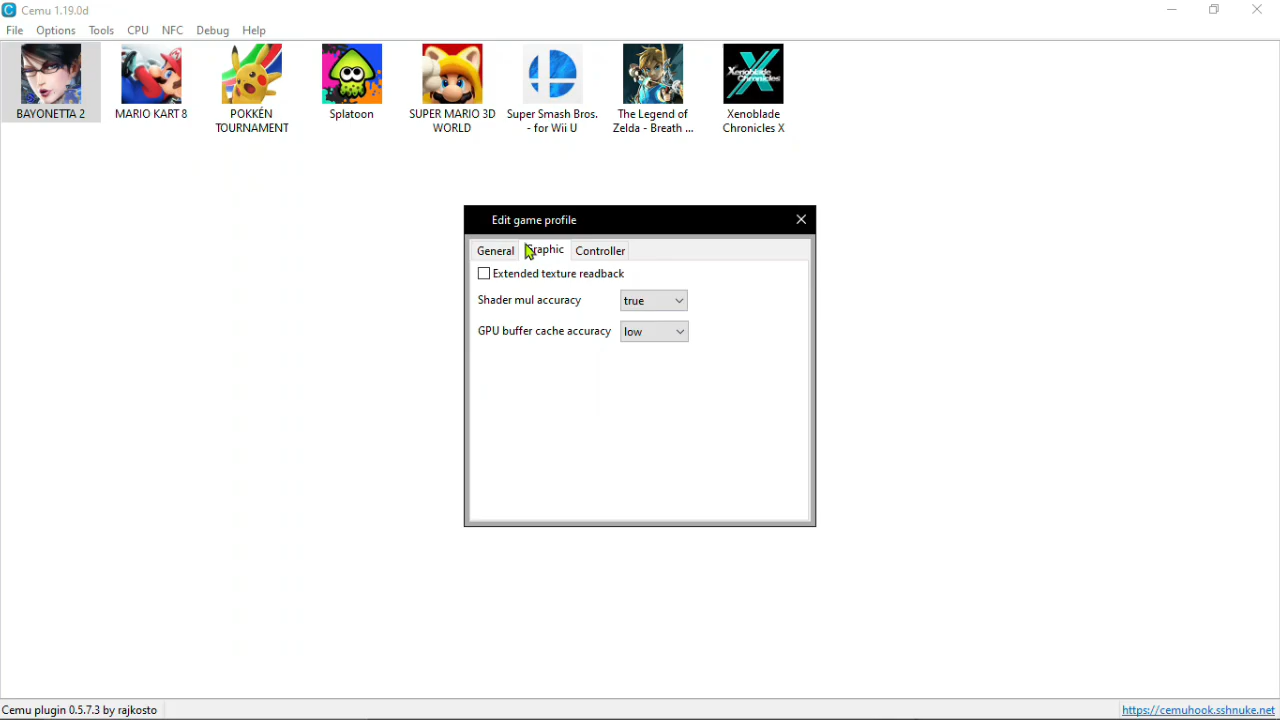 Cemu 1.19.0d
File Options Tools CPU NFC Debug Help
BAYONETTA 2
MARIO KART 8
POKKÉN
TOURNAMENT
Splatoon
SUPER MARIO 3D
WORLD
Super Smash Bros.
- for Wii U
The Legend of
Zelda - Breath ...
Xenoblade
Chronicles
Xenoblade
Chronicles X
Edit game profile
General Graphic Controller
Extended texture readback
Shader mul accuracy true
GPU buffer cache accuracy low
Cemu plugin 0.5.7.3 by rajkosto
https://cemuhook.sshnuke.net